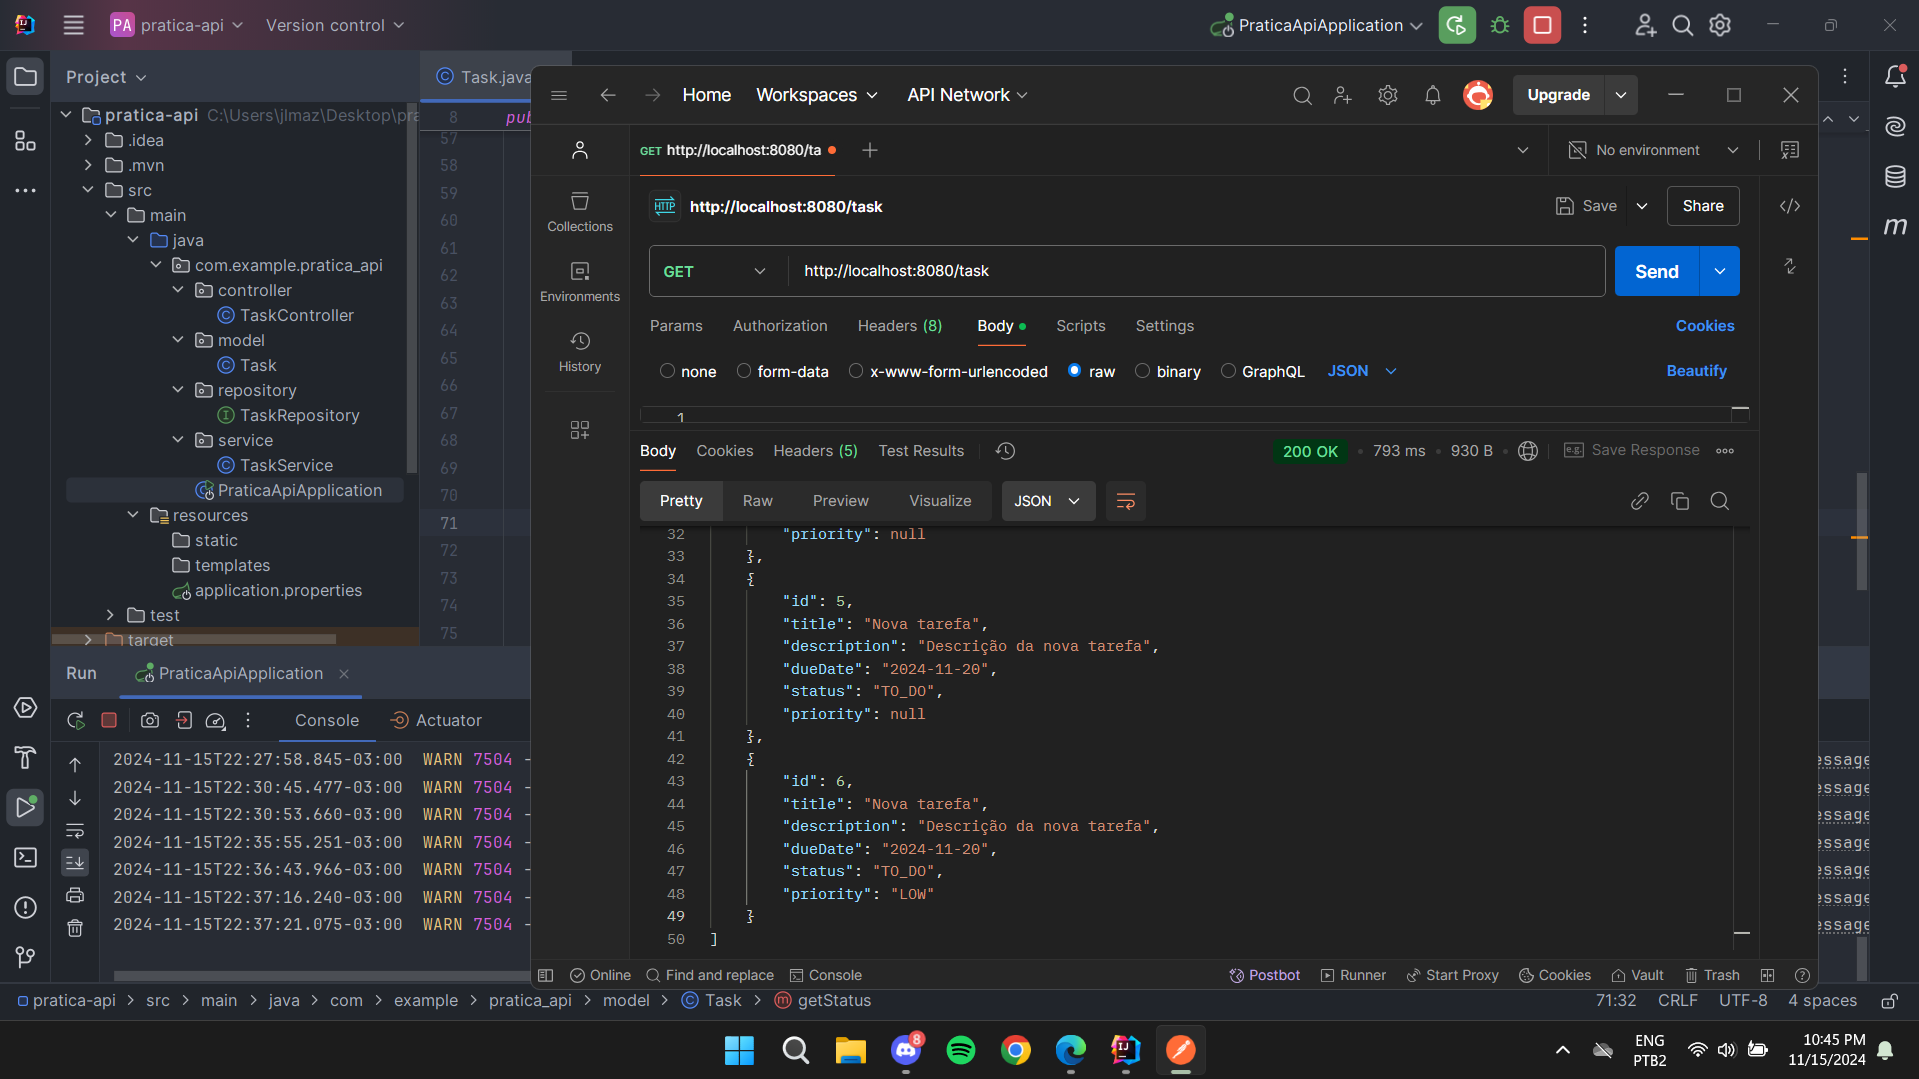 PA pratica-api
Version control
PraticaApiApplication
Project
Task.java
pratica-api C:\Users\jlmaz\Desktop\pra
.idea
.mvn
src
main
java
com.example.pratica_api
controller
TaskController
model
Task
repository
TaskRepository
service
TaskService
PraticaApiApplication
resources
static
templates
application.properties
test
target
8 pub
57
58
59
60
61
62
63
64
65
66
67
68
69
70
71
72
73
74
75
Home Workspaces API Network
Upgrade
GET http://localhost:8080/ta
No environment
Collections
Environments
History
HTTP http://localhost:8080/task
Save
Share
GET http://localhost:8080/task
Send
Params Authorization Headers (8) Body Scripts Settings
Cookies
none form-data x-www-form-urlencoded raw binary GraphQL JSON
Beautify
1
Body Cookies Headers (5) Test Results
200 OK • 793 ms • 930 B
e.g. Save Response
Pretty Raw Preview Visualize JSON
32 "priority": null
33 },
34 {
35 "id": 5,
36 "title": "Nova tarefa",
37 "description": "Descrição da nova tarefa",
38 "dueDate": "2024-11-20",
39 "status": "TO_DO",
40 "priority": null
41 },
42 {
43 "id": 6,
44 "title": "Nova tarefa",
45 "description": "Descrição da nova tarefa",
46 "dueDate": "2024-11-20",
47 "status": "TO_DO",
48 "priority": "LOW"
49 }
50 ]
Online Find and replace Console
Postbot Runner Start Proxy Cookies Vault Trash
Run PraticaApiApplication
Console Actuator
2024-11-15T22:27:58.845-03:00 WARN 7504 -
2024-11-15T22:30:45.477-03:00 WARN 7504 -
2024-11-15T22:30:53.660-03:00 WARN 7504 -
2024-11-15T22:35:55.251-03:00 WARN 7504 -
2024-11-15T22:36:43.966-03:00 WARN 7504 -
2024-11-15T22:37:16.240-03:00 WARN 7504 -
2024-11-15T22:37:21.075-03:00 WARN 7504 -
essage
essage
essage
essage
essage
essage
essage
m
pratica-api > src > main > java > com > example > pratica_api > model > Task > getStatus
71:32 CRLF UTF-8 4 spaces
8
ENG
PTB2
10:45 PM
11/15/2024